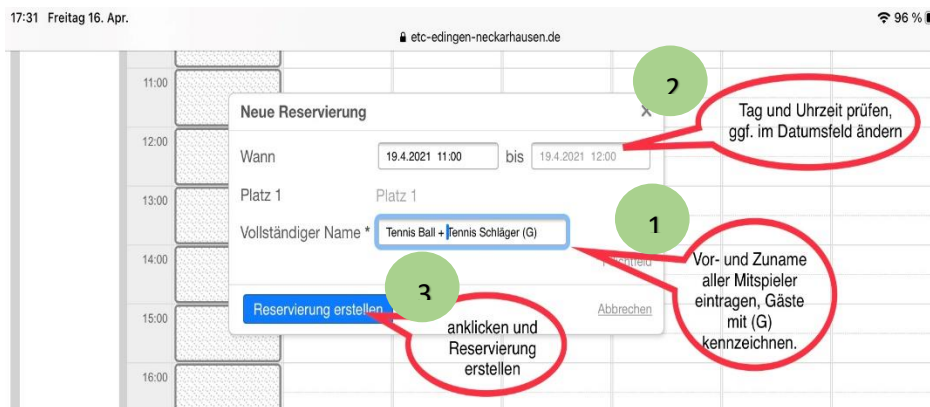 17:31 Freitag 16. Apr.
96 %
etc-edingen-neckarhausen.de
11:00
12:00
13:00
14:00
15:00
16:00
Neue Reservierung
X
Wann
19.4.2021 11:00
bis
19.4.2021 12:00
Platz 1
Platz 1
Vollständiger Name *
Tennis Ball + Tennis Schläger (G)
Reservierung erstellen
Abbrechen
2
Tag und Uhrzeit prüfen,
ggf. im Datumsfeld ändern
1
Vor- und Zuname
aller Mitspieler
eintragen, Gäste
mit (G)
kennzeichnen.
3
anklicken und
Reservierung
erstellen